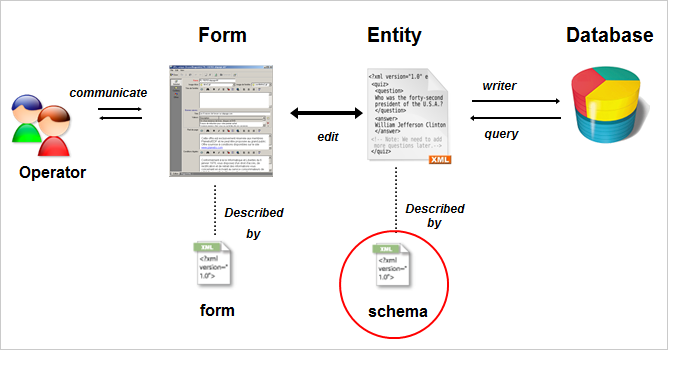 Form
Entity
Database
communicate
Operator
edit
<?xml version="1.0" e
<quiz>
<question>
Who was the forty-second
president of the U.S.A.?
</question>
<answer>
William Jefferson Clinton
</answer>
<!-- Note: We need to add
more questions later.-->
</quiz>
XML
writer
query
Described
by
Described
by
XML
<?xml
version="
1.0">
form
XML
<?xml
version="
1.0">
schema